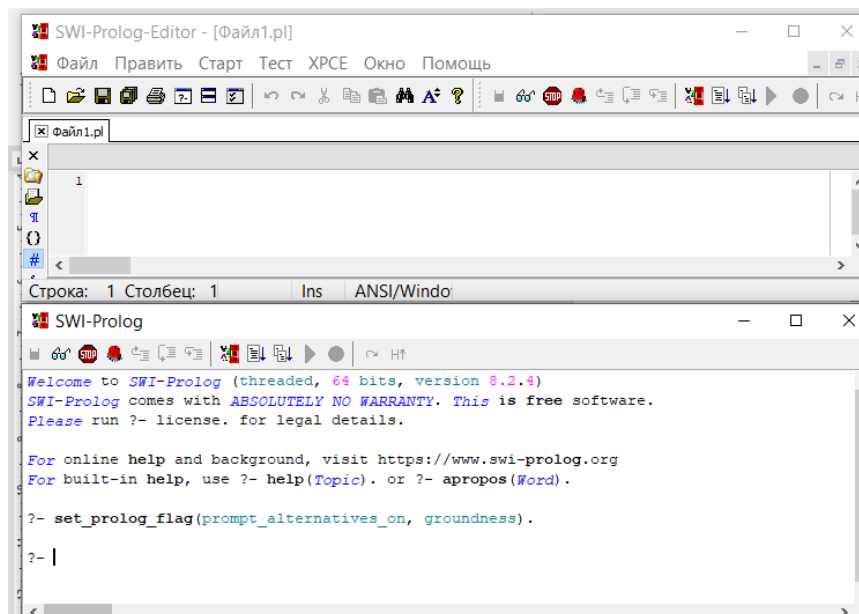 SWI-Prolog-Editor - [Файл1.pl]
Файл Править Старт Тест XPCE Окно Помощь
Файл1.pl
1
Строка: 1 Столбец: 1 Ins ANSI/Windo
SWI-Prolog
Welcome to SWI-Prolog (threaded, 64 bits, version 8.2.4)
SWI-Prolog comes with ABSOLUTELY NO WARRANTY. This is free software.
Please run ?- license. for legal details.
For online help and background, visit https://www.swi-prolog.org
For built-in help, use ?- help(Topic). or ?- apropos(Word).
?- set_prolog_flag(prompt_alternatives_on, groundness).
?-